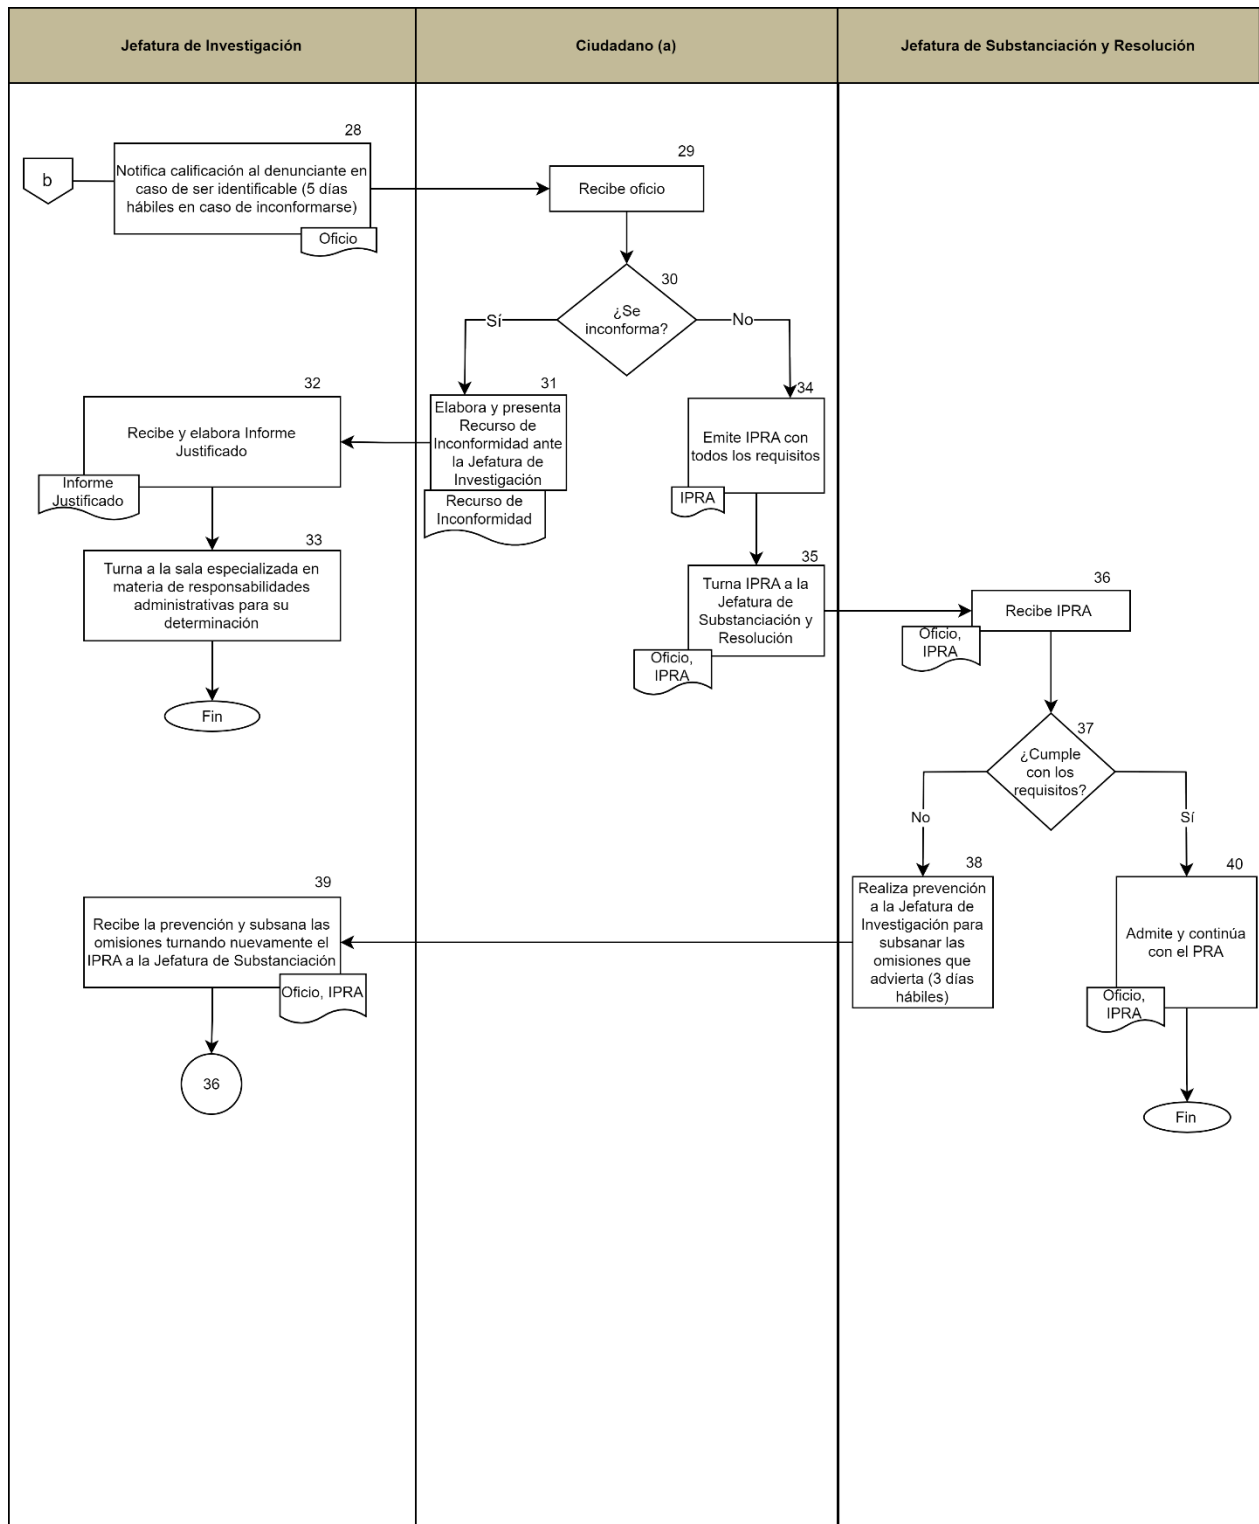 Jefatura de Investigación
Ciudadano (a)
Jefatura de Substanciación y Resolución
b
28
Notifica calificación al denunciante en
caso de ser identificable (5 días
hábiles en caso de inconformarse)
Oficio
29
Recibe oficio
30
¿Se
inconforma?
Sí
No
31
Elabora y presenta
Recurso de
Inconformidad ante
la Jefatura de
Investigación
Recurso de
Inconformidad
32
Recibe y elabora Informe
Justificado
Informe
Justificado
33
Turna a la sala especializada en
materia de responsabilidades
administrativas para su
determinación
Fin
34
Emite IPRA con
todos los requisitos
IPRA
35
Turna IPRA a la
Jefatura de
Substanciación y
Resolución
Oficio,
IPRA
36
Recibe IPRA
Oficio,
IPRA
37
¿Cumple
con los
requisitos?
No
Sí
38
Realiza prevención
a la Jefatura de
Investigación para
subsanar las
omisiones que
advierta (3 días
hábiles)
39
Recibe la prevención y subsana las
omisiones turnando nuevamente el
IPRA a la Jefatura de Substanciación
Oficio, IPRA
36
40
Admite y continúa
con el PRA
Oficio,
IPRA
Fin